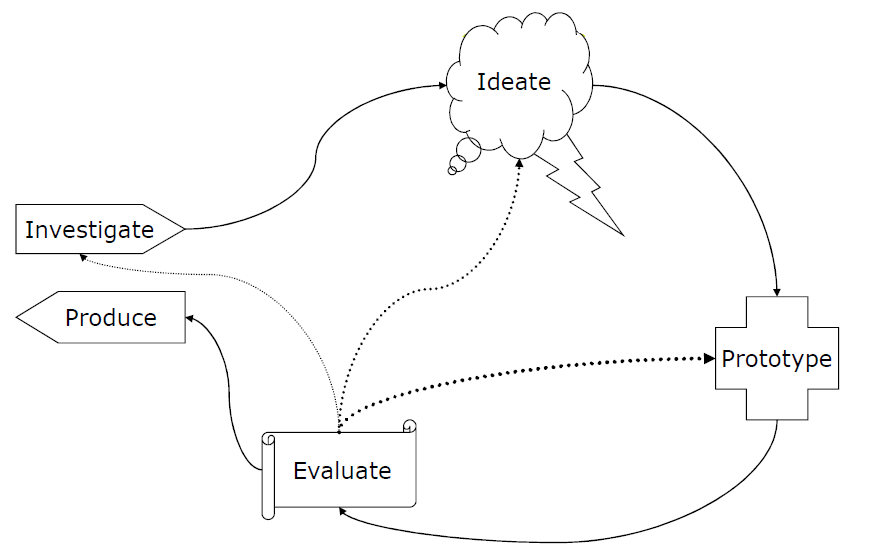 Ideate
Investigate
Produce
Prototype
Evaluate